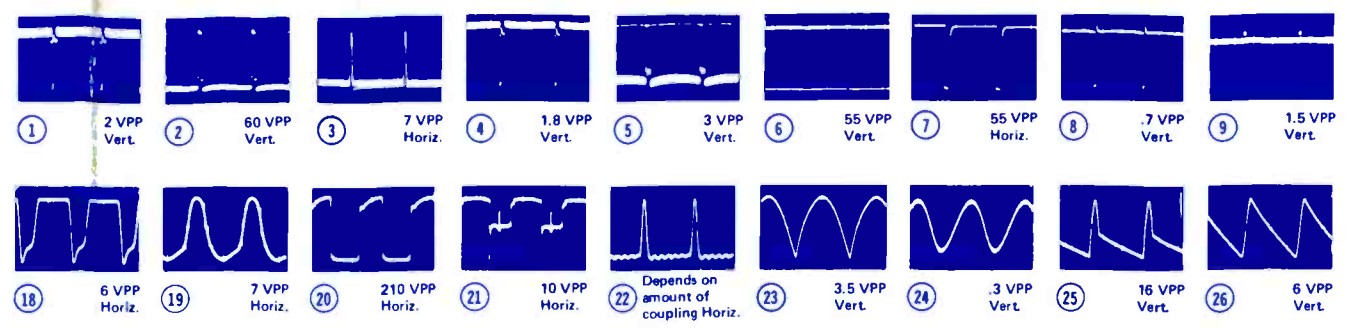 1
2 VPP
Vert.
2
60 VPP
Vert.
3
7 VPP
Horiz.
4
1.8 VPP
Vert.
5
3 VPP
Vert.
6
55 VPP
Vert.
7
55 VPP
Horiz.
8
.7 VPP
Vert.
9
1.5 VPP
Vert.
18
6 VPP
Horiz.
19
7 VPP
Horiz.
20
210 VPP
Horiz.
21
10 VPP
Horiz.
22
Depends on
amount of
coupling Horiz.
23
3.5 VPP
Vert.
24
.3 VPP
Vert.
25
16 VPP
Vert.
26
6 VPP
Vert.